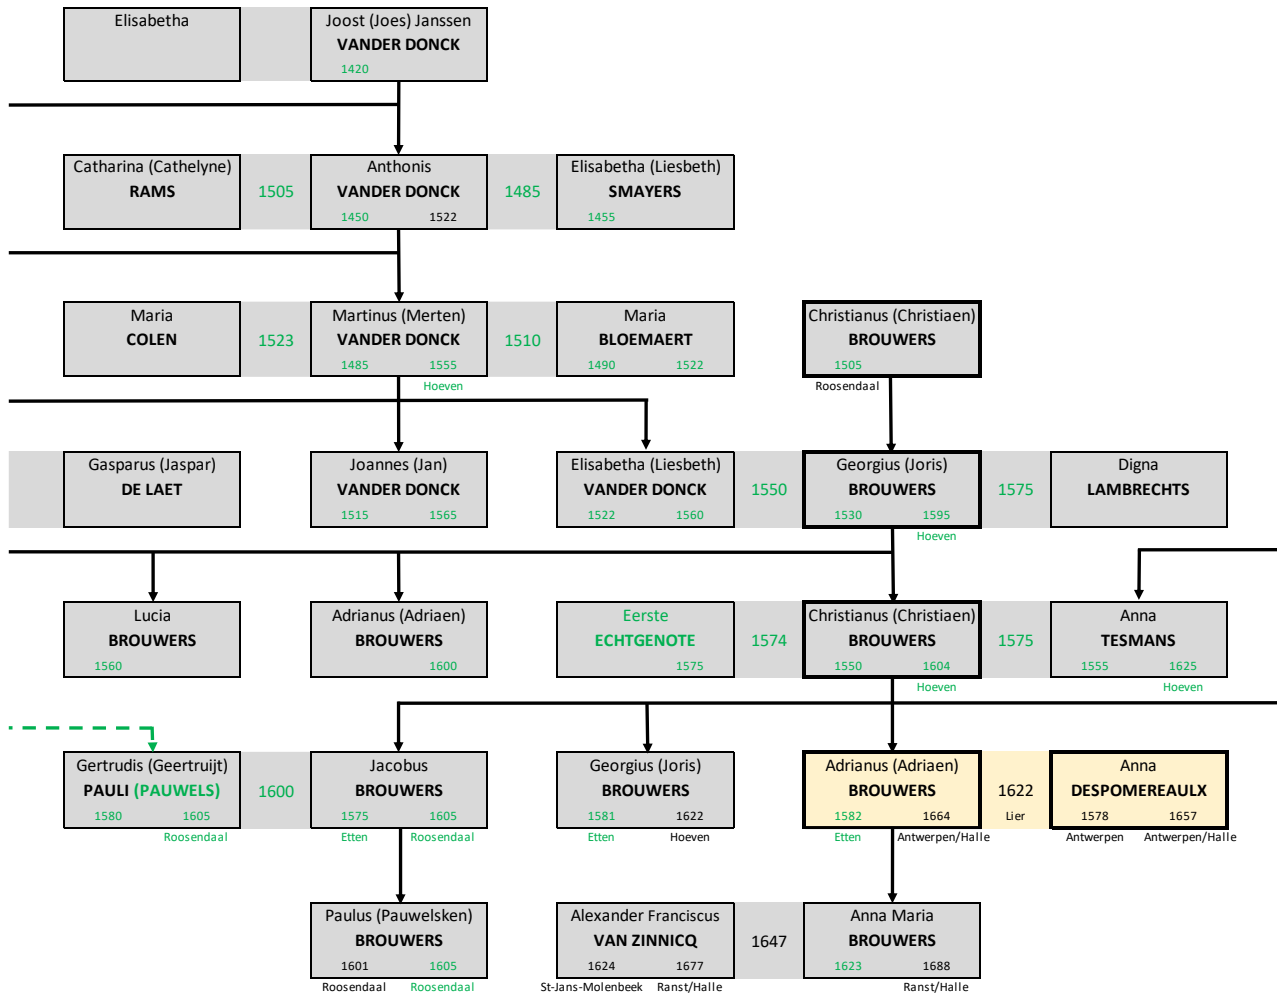 Elisabetha
Joost (Joes) Janssen
VANDER DONCK
1420
Catharina (Cathelyne)
RAMS
1505
Anthonis
VANDER DONCK
1450 1522
1485
Elisabetha (Liesbeth)
SMAYERS
1455
Maria
COLEN
1523
Martinus (Merten)
VANDER DONCK
1485 1555
Hoeven
1510
Maria
BLOEMAERT
1490 1522
Christianus (Christiaen)
BROUWERS
1505
Roosendaal
Gasparus (Jaspar)
DE LAET
Joannes (Jan)
VANDER DONCK
1515 1565
Elisabetha (Liesbeth)
VANDER DONCK
1522 1560
1550
Georgius (Joris)
BROUWERS
1530 1595
Hoeven
1575
Digna
LAMBRECHTS
Lucia
BROUWERS
1560
Adrianus (Adriaen)
BROUWERS
1600
Eerste
ECHTGENOTE
1575
1574
Christianus (Christiaen)
BROUWERS
1550 1604
Hoeven
1575
Anna
TESMANS
1555 1625
Hoeven
Gertrudis (Geertruijt)
PAULI (PAUWELS)
1580 1605
Roosendaal
1600
Jacobus
BROUWERS
1575 1605
Etten Roosendaal
Georgius (Joris)
BROUWERS
1581 1622
Etten Hoeven
Adrianus (Adriaen)
BROUWERS
1582 1664
Etten Antwerpen/Halle
1622
Lier
Anna
DESPOMEREAULX
1578 1657
Antwerpen Antwerpen/Halle
Paulus (Pauwelsken)
BROUWERS
1601 1605
Roosendaal Roosendaal
Alexander Franciscus
VAN ZINNICQ
1624 1677
St-Jans-Molenbeek Ranst/Halle
1647
Anna Maria
BROUWERS
1623 1688
Ranst/Halle